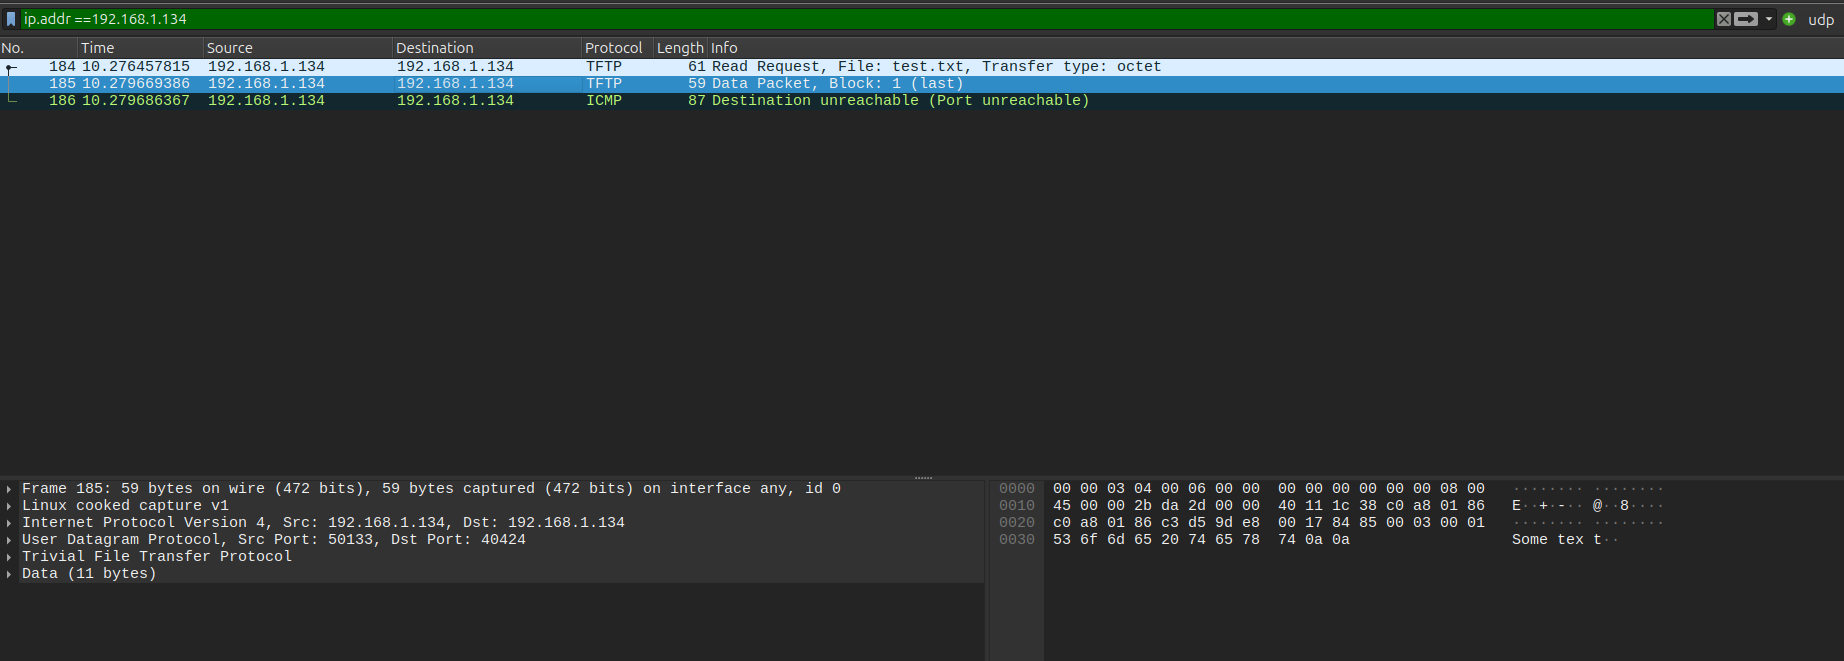 ip.addr ==192.168.1.134 udp
No. Time Source Destination Protocol Length Info
184 10.276457815 192.168.1.134 192.168.1.134 TFTP 61 Read Request, File: test.txt, Transfer type: octet
185 10.279669386 192.168.1.134 192.168.1.134 TFTP 59 Data Packet, Block: 1 (last)
186 10.279686367 192.168.1.134 192.168.1.134 ICMP 87 Destination unreachable (Port unreachable)
Frame 185: 59 bytes on wire (472 bits), 59 bytes captured (472 bits) on interface any, id 0
Linux cooked capture v1
Internet Protocol Version 4, Src: 192.168.1.134, Dst: 192.168.1.134
User Datagram Protocol, Src Port: 50133, Dst Port: 40424
Trivial File Transfer Protocol
Data (11 bytes)
0000 00 00 03 04 00 06 00 00 00 00 00 00 00 00 08 00 ········ ········
0010 45 00 00 2b da 2d 00 00 40 11 1c 38 c0 a8 01 86 E··+·-·· @··8····
0020 c0 a8 01 86 c3 d5 9d e8 00 17 84 85 00 03 00 01 ········ ········
0030 53 6f 6d 65 20 74 65 78 74 0a 0a Some tex t··